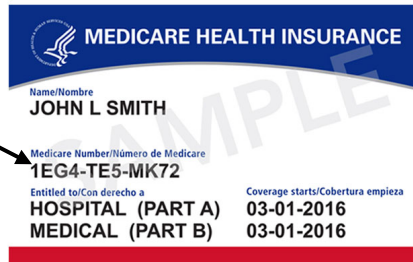 MEDICARE HEALTH INSURANCE
Name/Nombre
JOHN L SMITH
Medicare Number/Número de Medicare
1EG4-TE5-MK72
Entitled to/Con derecho a Coverage starts/Cobertura empieza
HOSPITAL (PART A) 03-01-2016
MEDICAL (PART B) 03-01-2016
SAMPLE